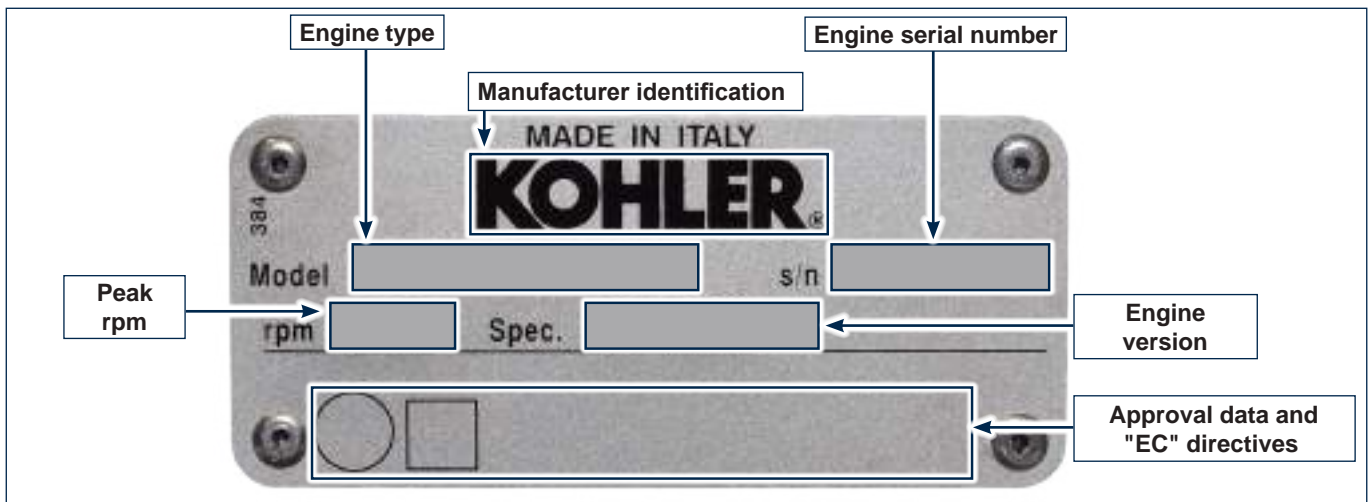 Engine type
Engine serial number
Manufacturer identification
MADE IN ITALY
KOHLER®
384
Model
s/n
Peak
rpm
rpm
Spec.
Engine
version
Approval data and
"EC" directives